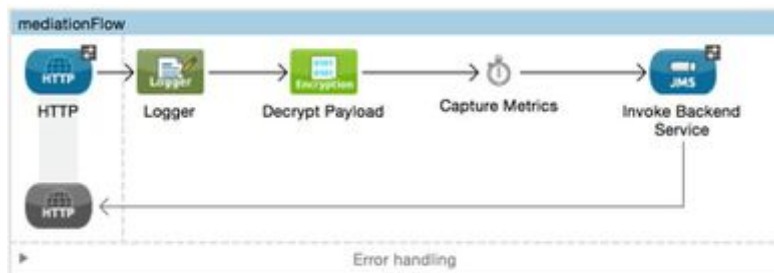 mediationFlow
HTTP
Logger
Encryption
JMS
HTTP
Logger
Decrypt Payload
Capture Metrics
Invoke Backend
Service
HTTP
Error handling